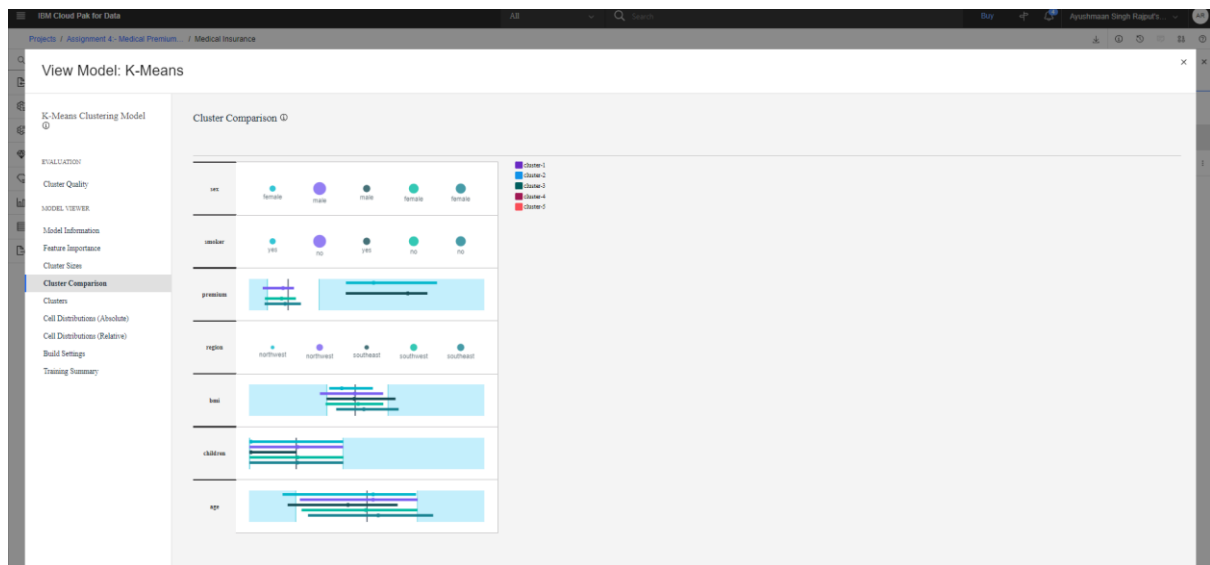 IBM Cloud Pak for Data
All
Search
Buy
Ayushmaan Singh Rajput's...
AR
Projects / Assignment 4 - Medical Premium... / Medical Insurance
View Model: K-Means
K-Means Clustering Model
EVALUATION
Cluster Quality
MODEL VIEWER
Model Information
Feature Importance
Cluster Sizes
Cluster Comparison
Clusters
Cell Distributions (Absolute)
Cell Distributions (Relative)
Build Settings
Training Summary
Cluster Comparison
sex
female male male female female
smoker
yes no yes no no
premium
region
northwest northwest southeast southwest southeast
bmi
children
age
cluster-1
cluster-2
cluster-3
cluster-4
cluster-5